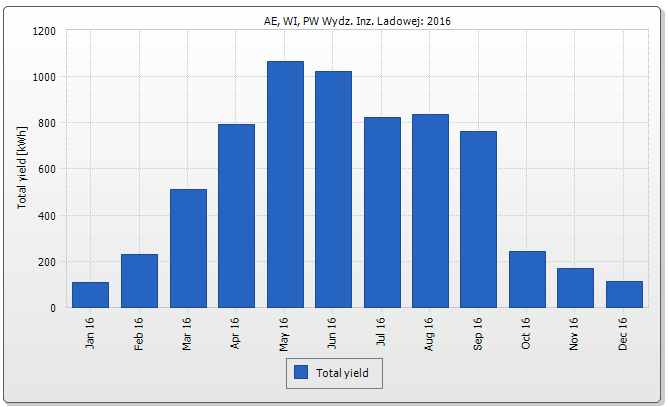 AE, WI, PW Wydz. Inz. Ladowej: 2016
Total yield [kWh]
1200
1000
800
600
400
200
0
Jan 16
Feb 16
Mar 16
Apr 16
May 16
Jun 16
Jul 16
Aug 16
Sep 16
Oct 16
Nov 16
Dec 16
Total yield